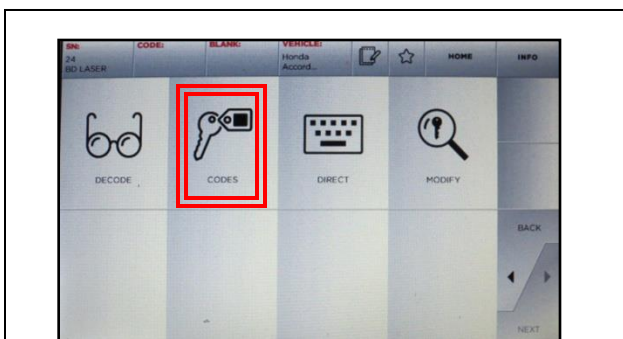 SN:
24
BD LASER
CODE:
BLANK:
VEHICLE:
Honda
Accord...
HOME
INFO
DECODE
CODES
DIRECT
MODIFY
BACK
NEXT